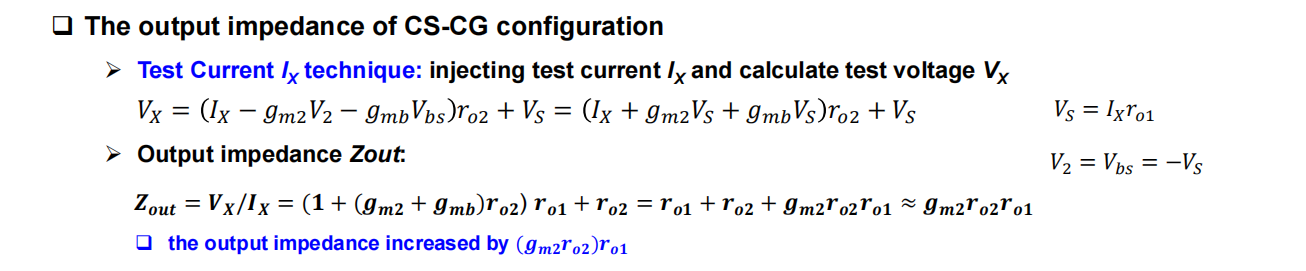 ❑ The output impedance of CS-CG configuration
➢ Test Current I_X technique: injecting test current I_X and calculate test voltage V_X
V_X = (I_X − g_{m2}V_2 − g_{mb}V_{bs})r_{o2} + V_S = (I_X + g_{m2}V_S + g_{mb}V_S)r_{o2} + V_S    V_S = I_X r_{o1}
➢ Output impedance Zout:    V_2 = V_{bs} = −V_S
Z_{out} = V_X/I_X = (1 + (g_{m2} + g_{mb})r_{o2}) r_{o1} + r_{o2} = r_{o1} + r_{o2} + g_{m2}r_{o2}r_{o1} ≈ g_{m2}r_{o2}r_{o1}
❑ the output impedance increased by (g_{m2}r_{o2})r_{o1}